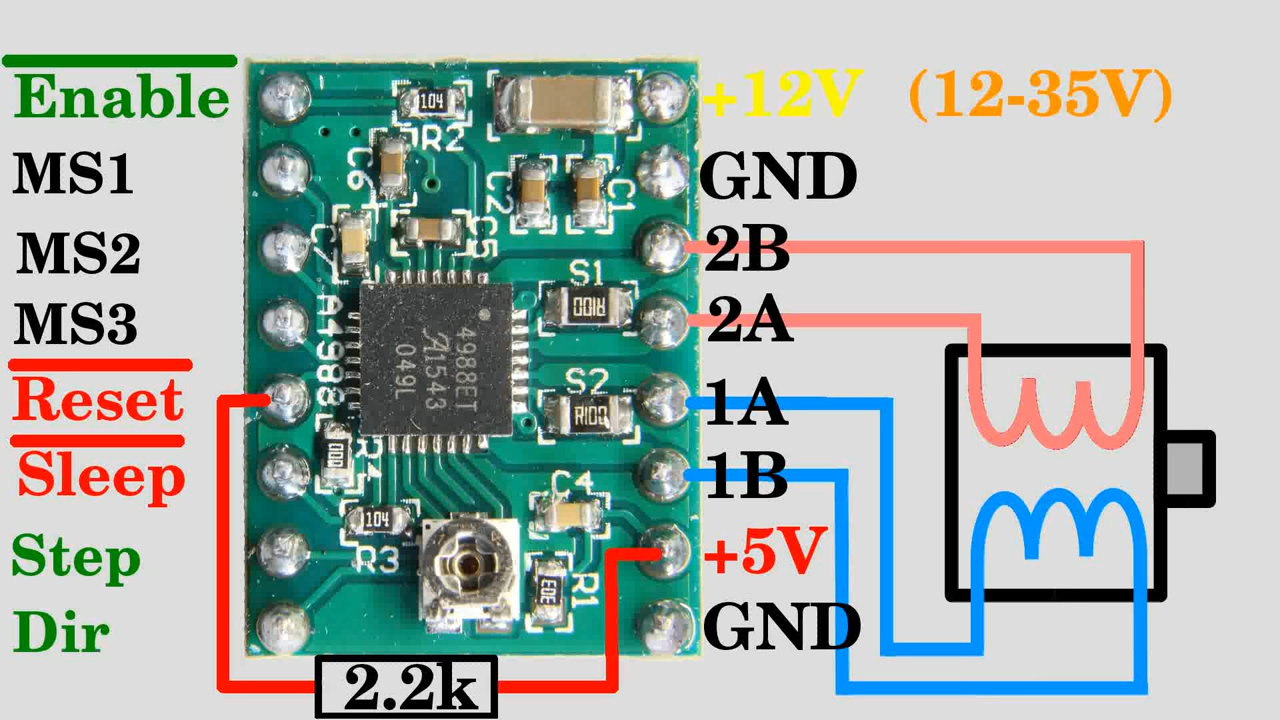 Enable
MS1
MS2
MS3
Reset
Sleep
Step
Dir
+12V (12-35V)
GND
2B
2A
1A
1B
+5V
GND
2.2k
104
R2
C6
C2
C1
C7
C5
S1
R100
A4988
4988ET
1543
049L
S2
R100
R4
000
C4
104
R3
R1
303